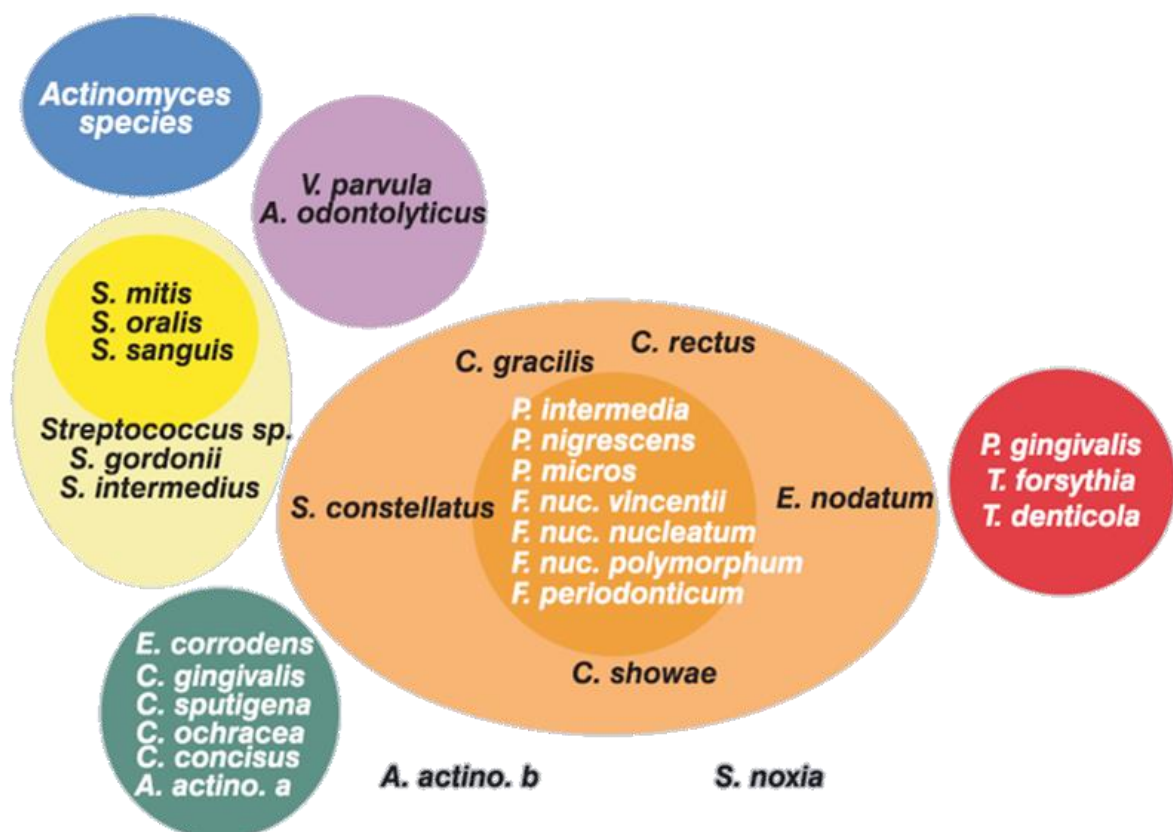 Actinomyces
species
V. parvula
A. odontolyticus
S. mitis
S. oralis
S. sanguis
Streptococcus sp.
S. gordonii
S. intermedius
C. gracilis
C. rectus
P. intermedia
P. nigrescens
P. micros
F. nuc. vincentii
F. nuc. nucleatum
F. nuc. polymorphum
F. periodonticum
S. constellatus
E. nodatum
C. showae
P. gingivalis
T. forsythia
T. denticola
E. corrodens
C. gingivalis
C. sputigena
C. ochracea
C. concisus
A. actino. a
A. actino. b
S. noxia